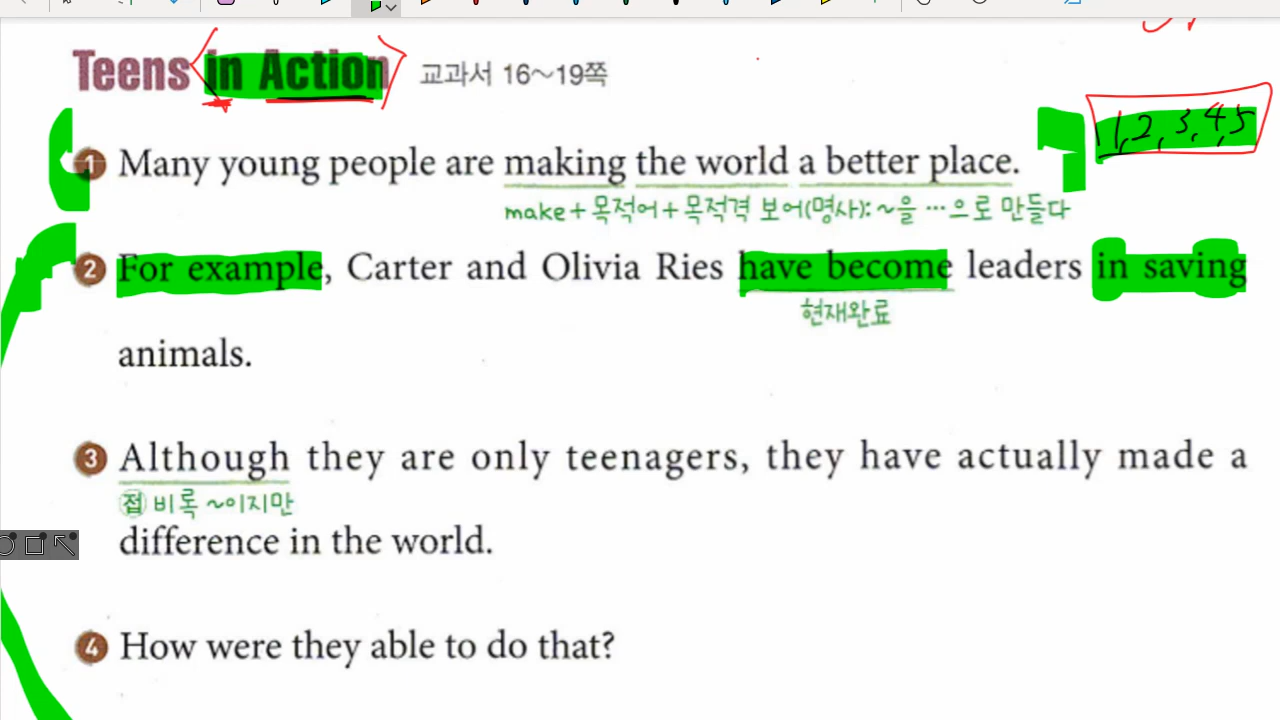 Teens in Action 교과서 16~19쪽
1,2,3,4,5
1 Many young people are making the world a better place.
make+목적어+목적격 보어(명사): ~을 …으로 만들다
2 For example, Carter and Olivia Ries have become leaders in saving
현재완료
animals.
3 Although they are only teenagers, they have actually made a
접 비록 ~이지만
difference in the world.
4 How were they able to do that?